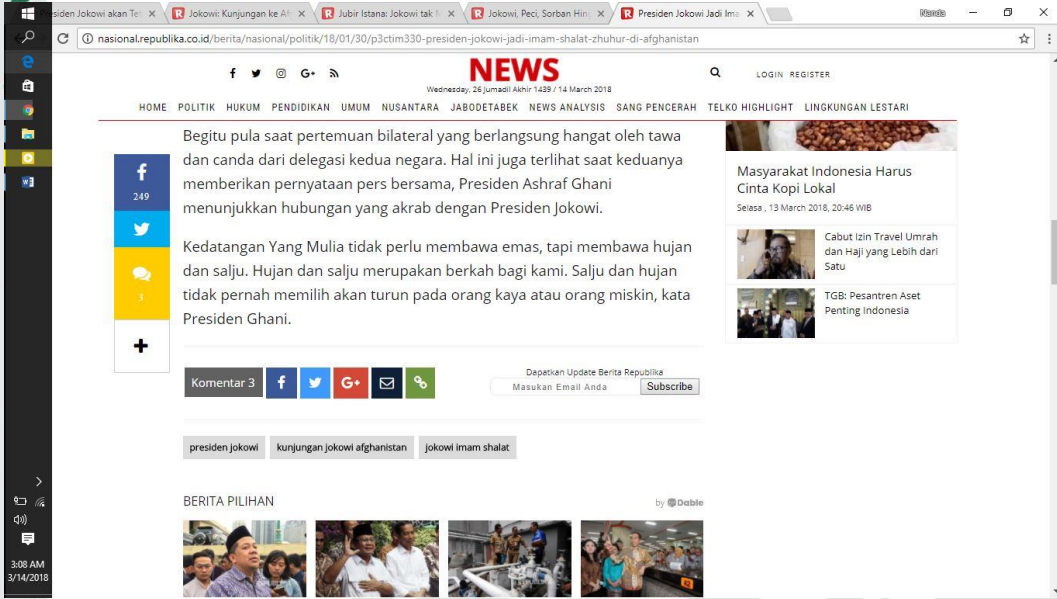 esiden Jokowi akan Te
Jokowi: Kunjungan ke Af
Jubir Istana: Jokowi tak
Jokowi, Peci, Sorban Hin
Presiden Jokowi Jadi Ima
Nanda
nasional.republika.co.id/berita/nasional/politik/18/01/30/p3ctim330-presiden-jokowi-jadi-imam-shalat-zhuhur-di-afghanistan
NEWS
Wednesday, 26 Jumadil Akhir 1439 / 14 March 2018
LOGIN REGISTER
HOME POLITIK HUKUM PENDIDIKAN UMUM NUSANTARA JABODETABEK NEWS ANALYSIS SANG PENCERAH TELKO HIGHLIGHT LINGKUNGAN LESTARI
249
3
Begitu pula saat pertemuan bilateral yang berlangsung hangat oleh tawa
dan canda dari delegasi kedua negara. Hal ini juga terlihat saat keduanya
memberikan pernyataan pers bersama, Presiden Ashraf Ghani
menunjukkan hubungan yang akrab dengan Presiden Jokowi.
Kedatangan Yang Mulia tidak perlu membawa emas, tapi membawa hujan
dan salju. Hujan dan salju merupakan berkah bagi kami. Salju dan hujan
tidak pernah memilih akan turun pada orang kaya atau orang miskin, kata
Presiden Ghani.
Masyarakat Indonesia Harus
Cinta Kopi Lokal
Selasa , 13 March 2018, 20:46 WIB
Cabut Izin Travel Umrah
dan Haji yang Lebih dari
Satu
TGB: Pesantren Aset
Penting Indonesia
Komentar 3
Dapatkan Update Berita Republika
Masukan Email Anda
Subscribe
presiden jokowi
kunjungan jokowi afghanistan
jokowi imam shalat
BERITA PILIHAN
by Dable
3:08 AM
3/14/2018